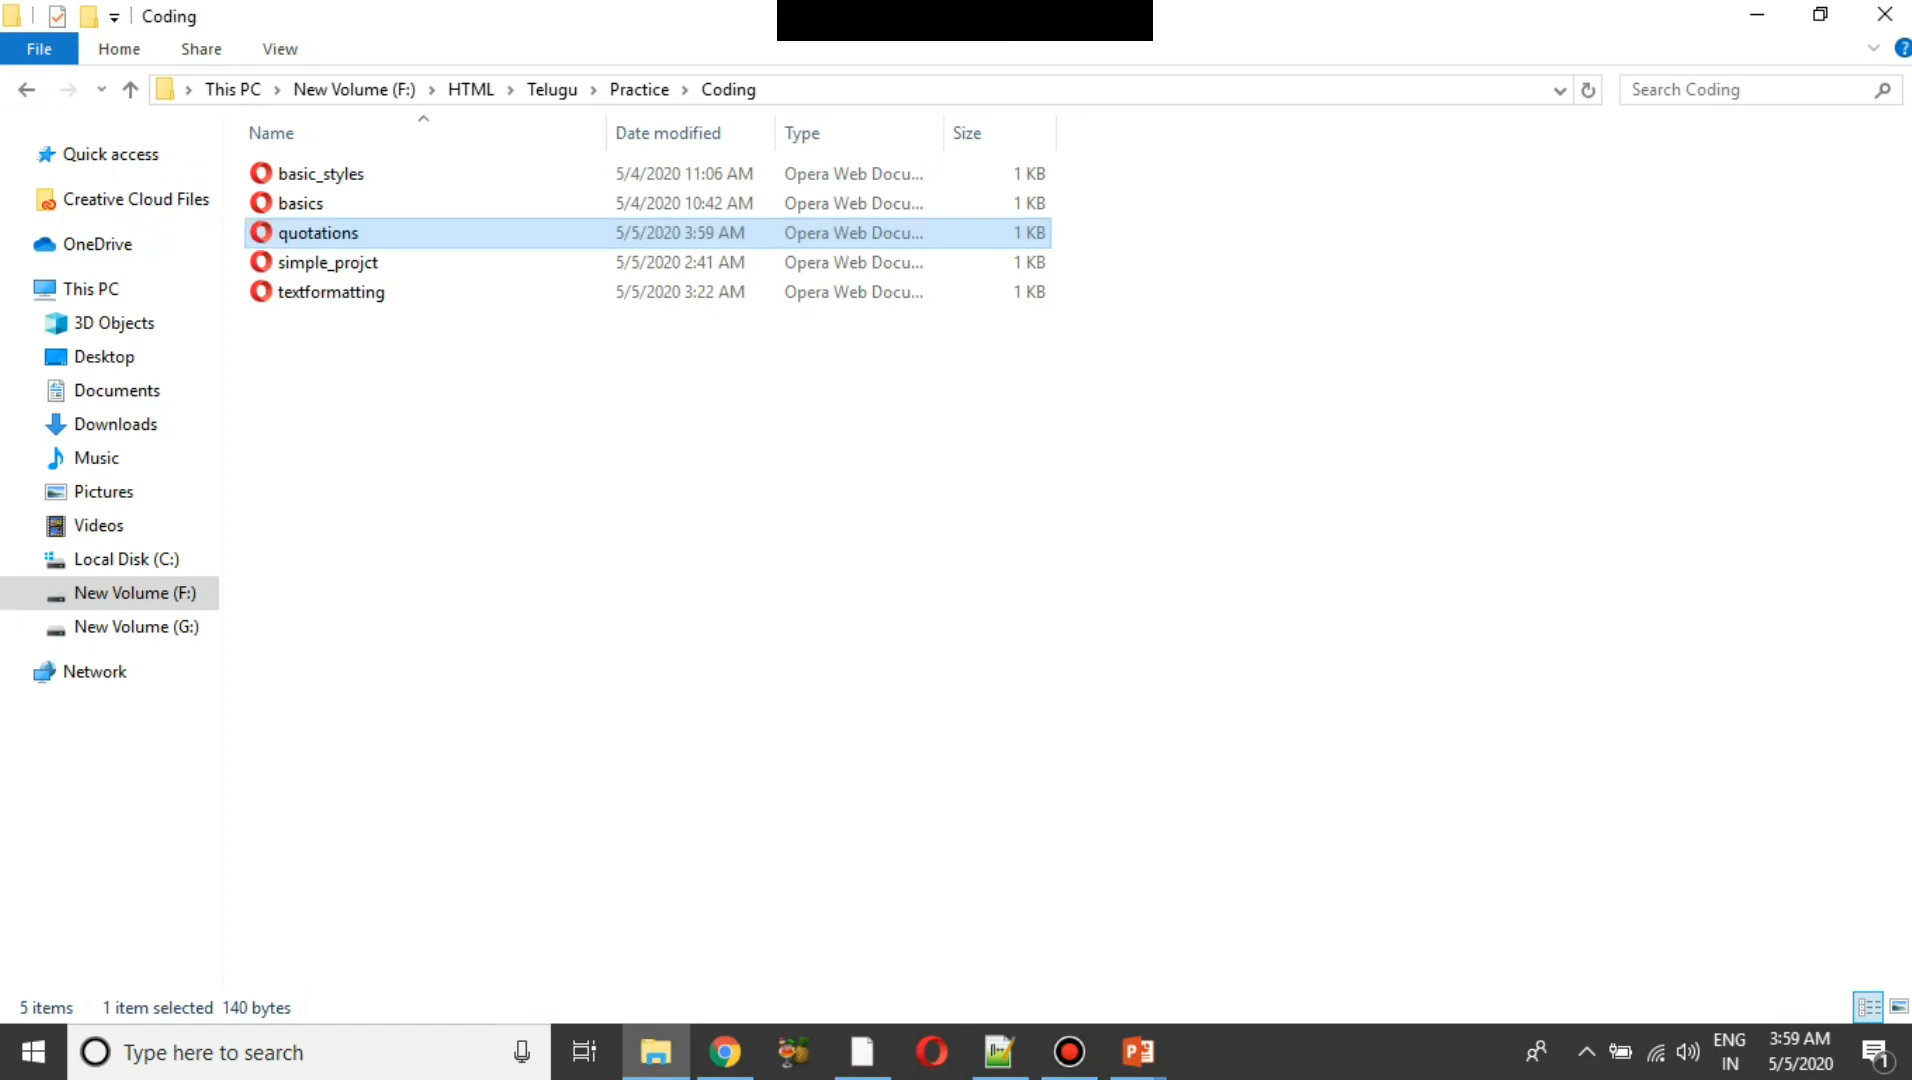 Coding
File Home Share View
This PC New Volume (F:) HTML Telugu Practice Coding Search Coding
Name Date modified Type Size
Quick access
Creative Cloud Files
OneDrive
This PC
3D Objects
Desktop
Documents
Downloads
Music
Pictures
Videos
Local Disk (C:)
New Volume (F:)
New Volume (G:)
Network
basic_styles 5/4/2020 11:06 AM Opera Web Docu... 1 KB
basics 5/4/2020 10:42 AM Opera Web Docu... 1 KB
quotations 5/5/2020 3:59 AM Opera Web Docu... 1 KB
simple_projct 5/5/2020 2:41 AM Opera Web Docu... 1 KB
textformatting 5/5/2020 3:22 AM Opera Web Docu... 1 KB
5 items 1 item selected 140 bytes
Type here to search
ENG
IN
3:59 AM
5/5/2020
1